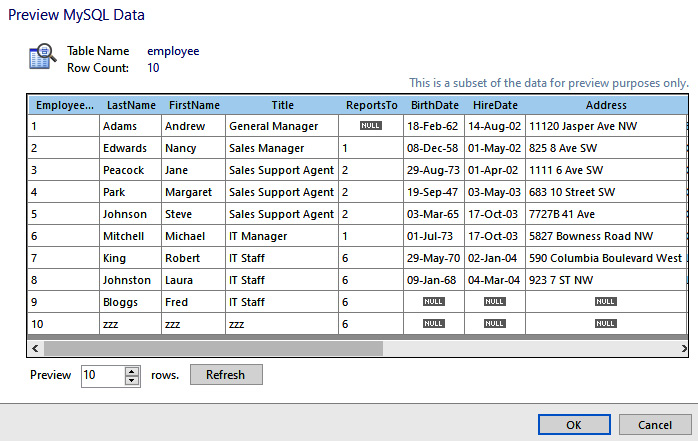 Preview MySQL Data
Table Name employee
Row Count: 10
This is a subset of the data for preview purposes only.
Employee... LastName FirstName Title ReportsTo BirthDate HireDate Address
1 Adams Andrew General Manager NULL 18-Feb-62 14-Aug-02 11120 Jasper Ave NW
2 Edwards Nancy Sales Manager 1 08-Dec-58 01-May-02 825 8 Ave SW
3 Peacock Jane Sales Support Agent 2 29-Aug-73 01-Apr-02 1111 6 Ave SW
4 Park Margaret Sales Support Agent 2 19-Sep-47 03-May-03 683 10 Street SW
5 Johnson Steve Sales Support Agent 2 03-Mar-65 17-Oct-03 7727B 41 Ave
6 Mitchell Michael IT Manager 1 01-Jul-73 17-Oct-03 5827 Bowness Road NW
7 King Robert IT Staff 6 29-May-70 02-Jan-04 590 Columbia Boulevard West
8 Johnston Laura IT Staff 6 09-Jan-68 04-Mar-04 923 7 ST NW
9 Bloggs Fred IT Staff 6 NULL NULL NULL
10 zzz zzz zzz 6 NULL NULL NULL
Preview 10 rows. Refresh
OK Cancel